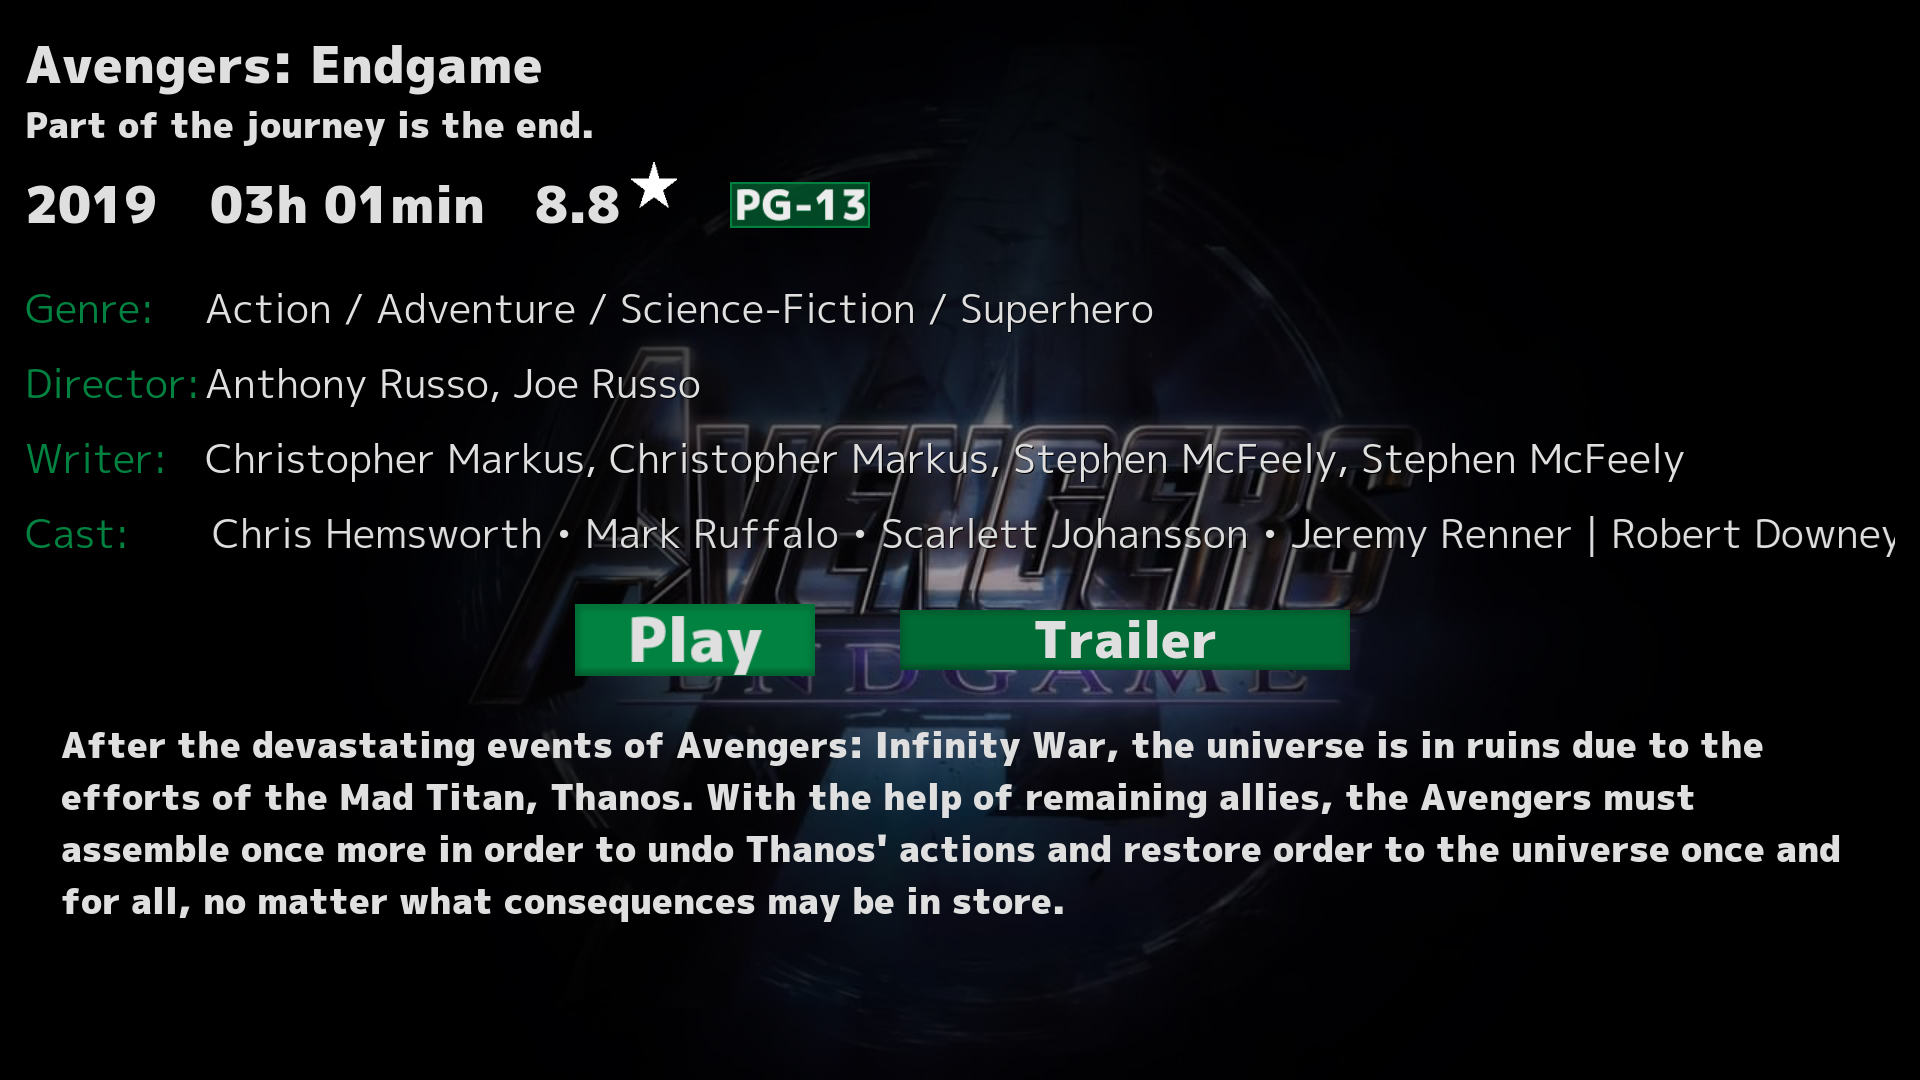 Avengers: Endgame
Part of the journey is the end.
2019 03h 01min 8.8 ★ PG-13
Genre: Action / Adventure / Science-Fiction / Superhero
Director: Anthony Russo, Joe Russo
Writer: Christopher Markus, Christopher Markus, Stephen McFeely, Stephen McFeely
Cast: Chris Hemsworth • Mark Ruffalo • Scarlett Johansson • Jeremy Renner | Robert Downey
AVENGERS
Play Trailer
ENDGAME
After the devastating events of Avengers: Infinity War, the universe is in ruins due to the
efforts of the Mad Titan, Thanos. With the help of remaining allies, the Avengers must
assemble once more in order to undo Thanos' actions and restore order to the universe once and
for all, no matter what consequences may be in store.